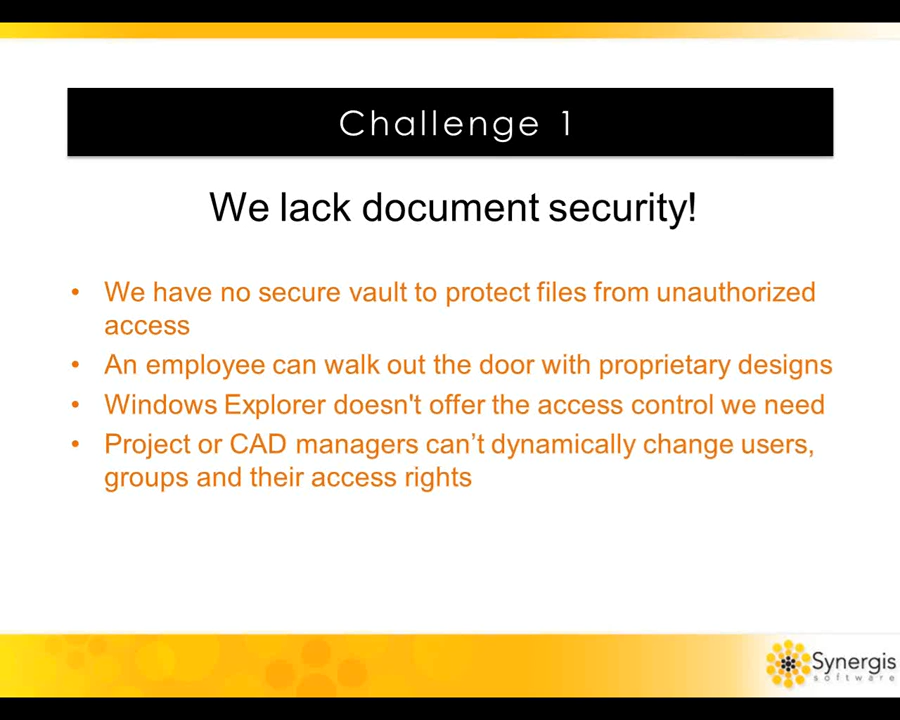 Challenge 1
We lack document security!
• We have no secure vault to protect files from unauthorized
access
• An employee can walk out the door with proprietary designs
• Windows Explorer doesn't offer the access control we need
• Project or CAD managers can’t dynamically change users,
groups and their access rights
Synergis
software